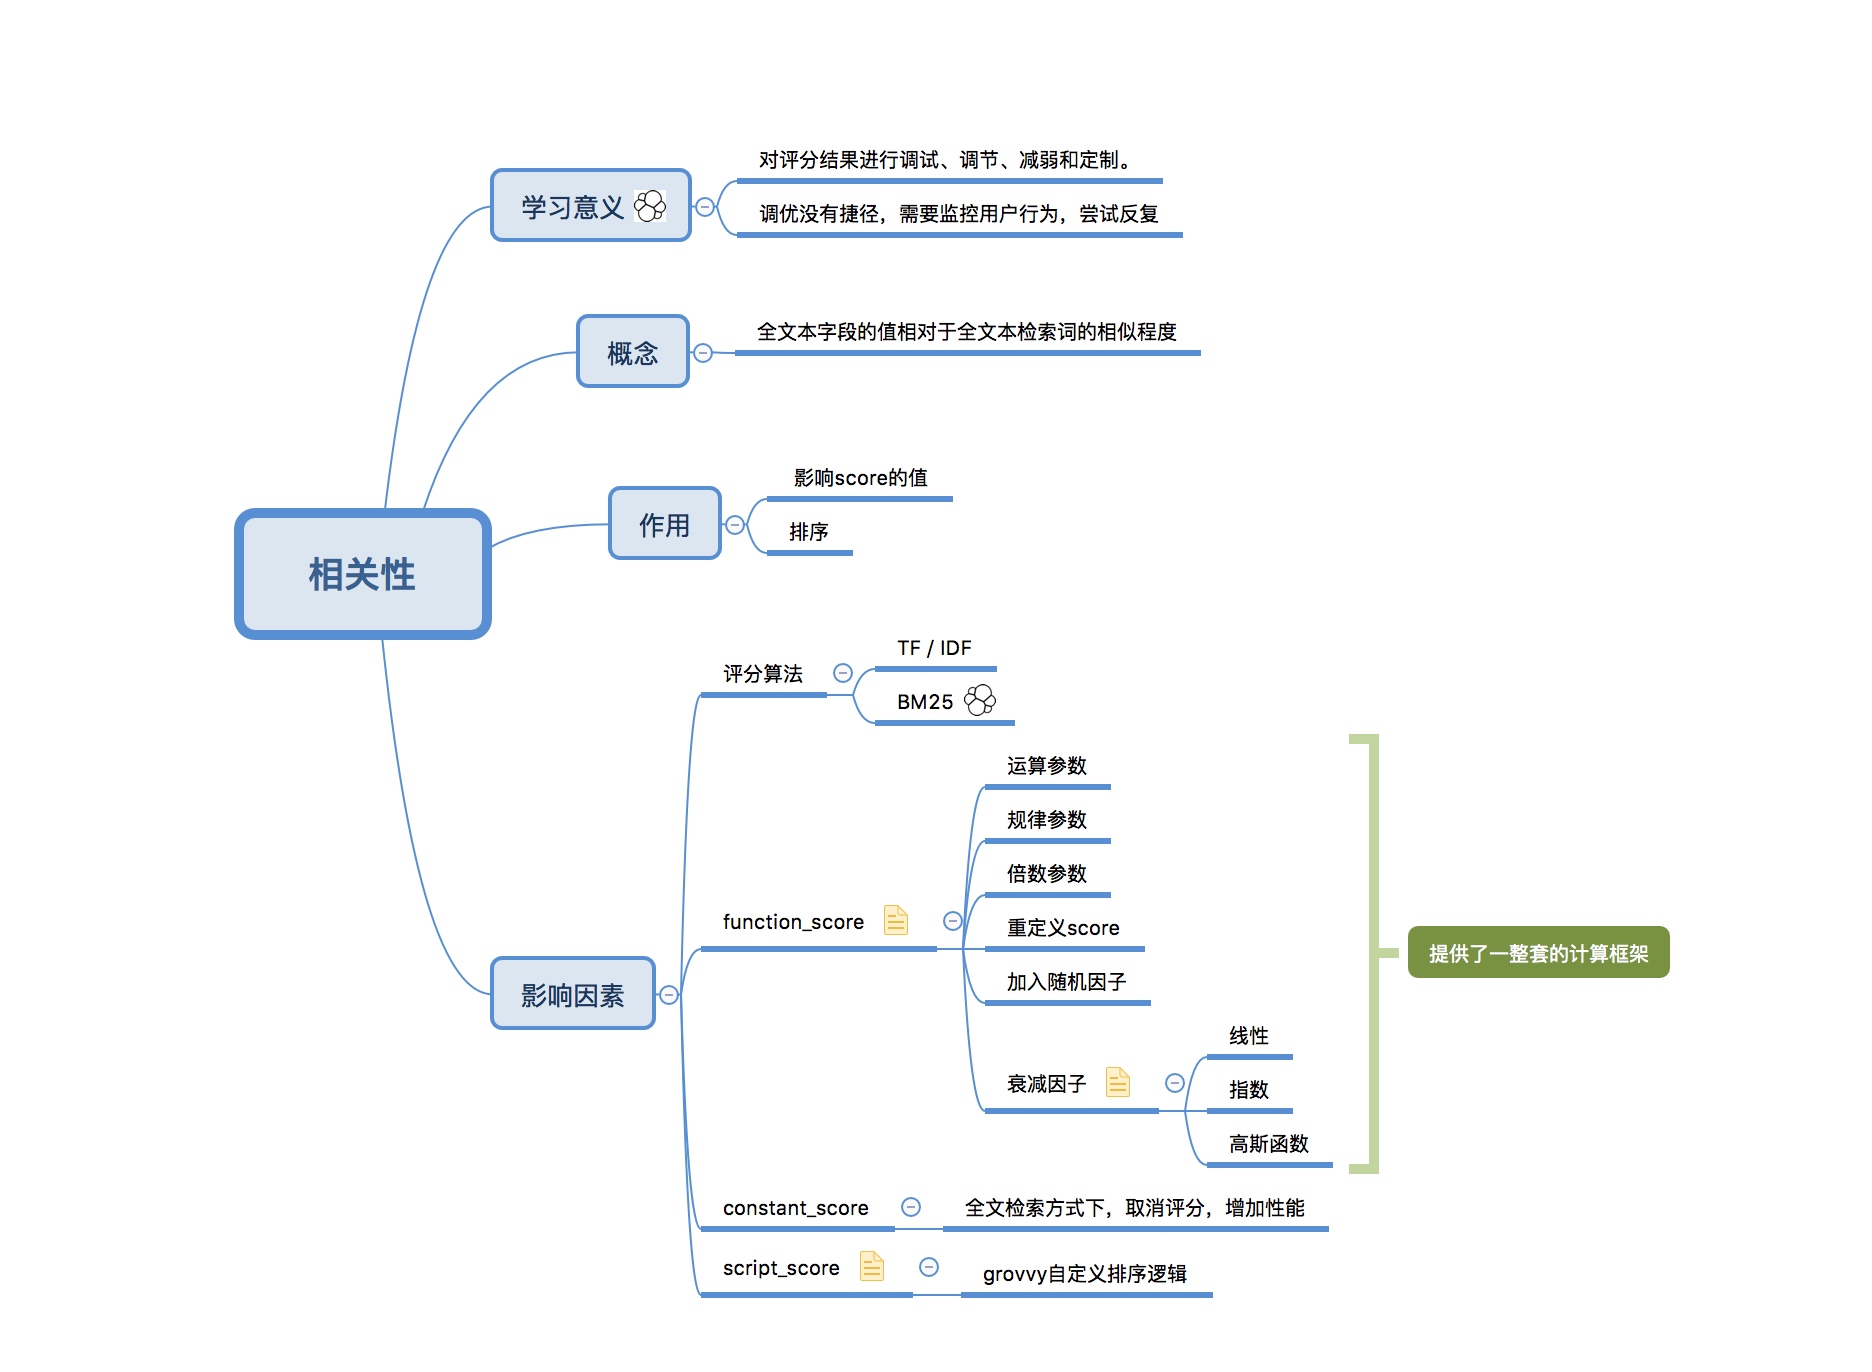 相关性
学习意义
对评分结果进行调试、调节、减弱和定制。
调优没有捷径，需要监控用户行为，尝试反复
概念
全文本字段的值相对于全文本检索词的相似程度
作用
影响score的值
排序
影响因素
评分算法
TF / IDF
BM25
function_score
运算参数
规律参数
倍数参数
重定义score
加入随机因子
衰减因子
线性
指数
高斯函数
提供了一整套的计算框架
constant_score
全文检索方式下，取消评分，增加性能
script_score
grovvy自定义排序逻辑